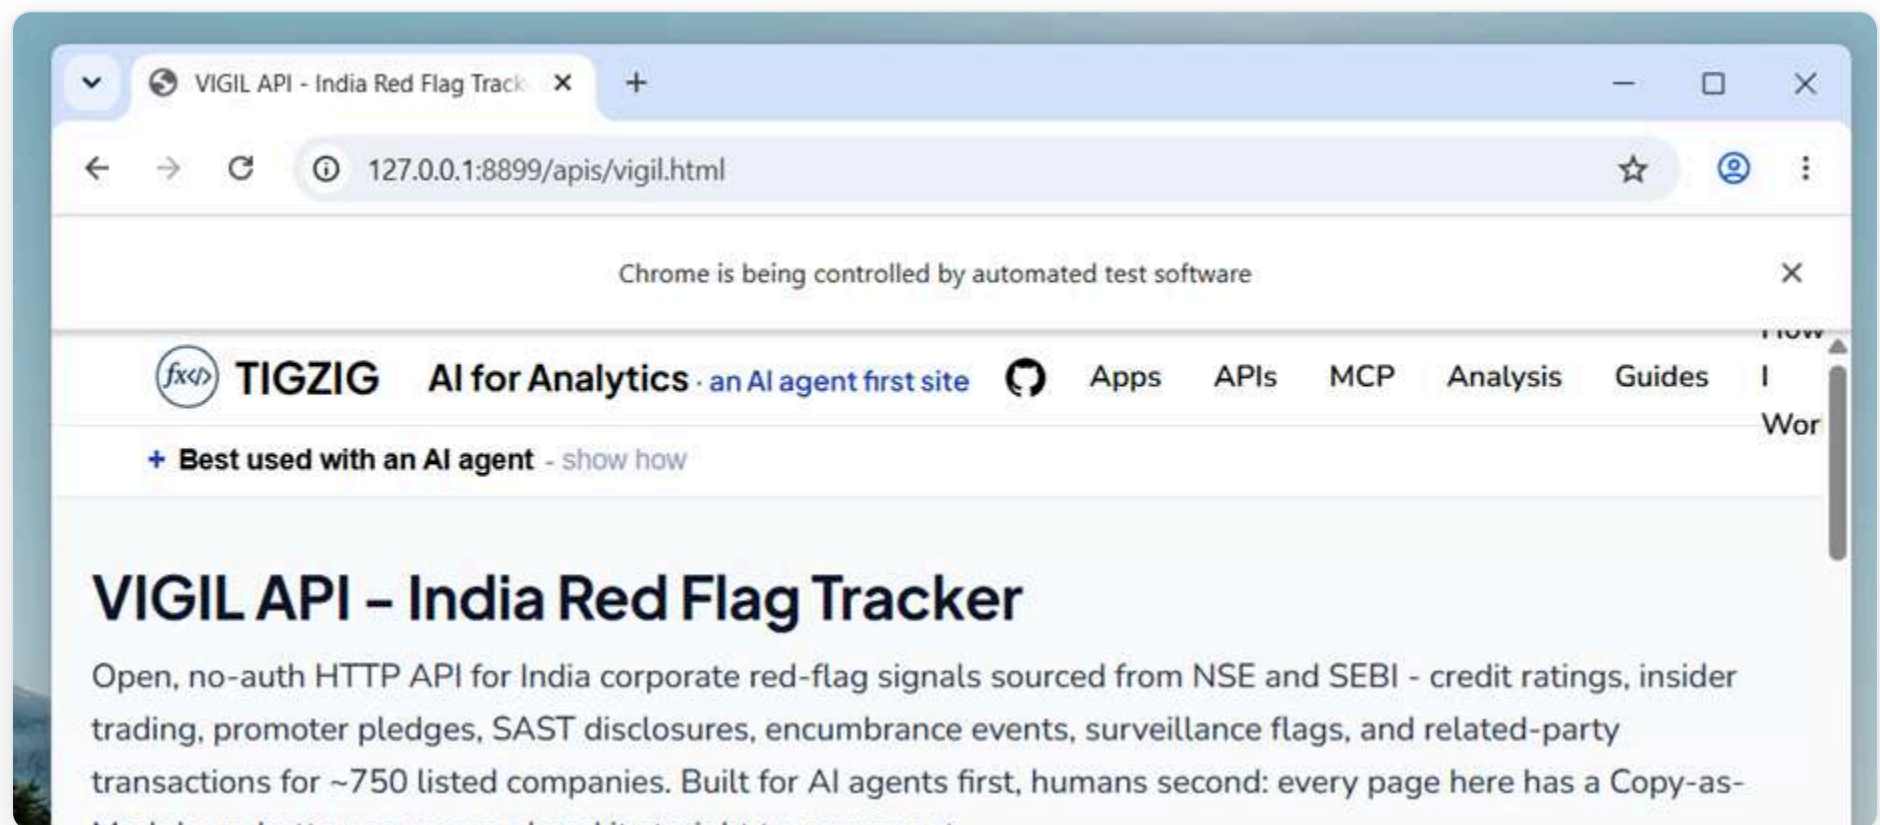 VIGIL API - India Red Flag Track
127.0.0.1:8899/apis/vigil.html
Chrome is being controlled by automated test software
fx</> TIGZIG AI for Analytics · an AI agent first site Apps APIs MCP Analysis Guides How
I
Wor
+ Best used with an AI agent - show how
VIGIL API – India Red Flag Tracker
Open, no-auth HTTP API for India corporate red-flag signals sourced from NSE and SEBI - credit ratings, insider
trading, promoter pledges, SAST disclosures, encumbrance events, surveillance flags, and related-party
transactions for ~750 listed companies. Built for AI agents first, humans second: every page here has a Copy-as-